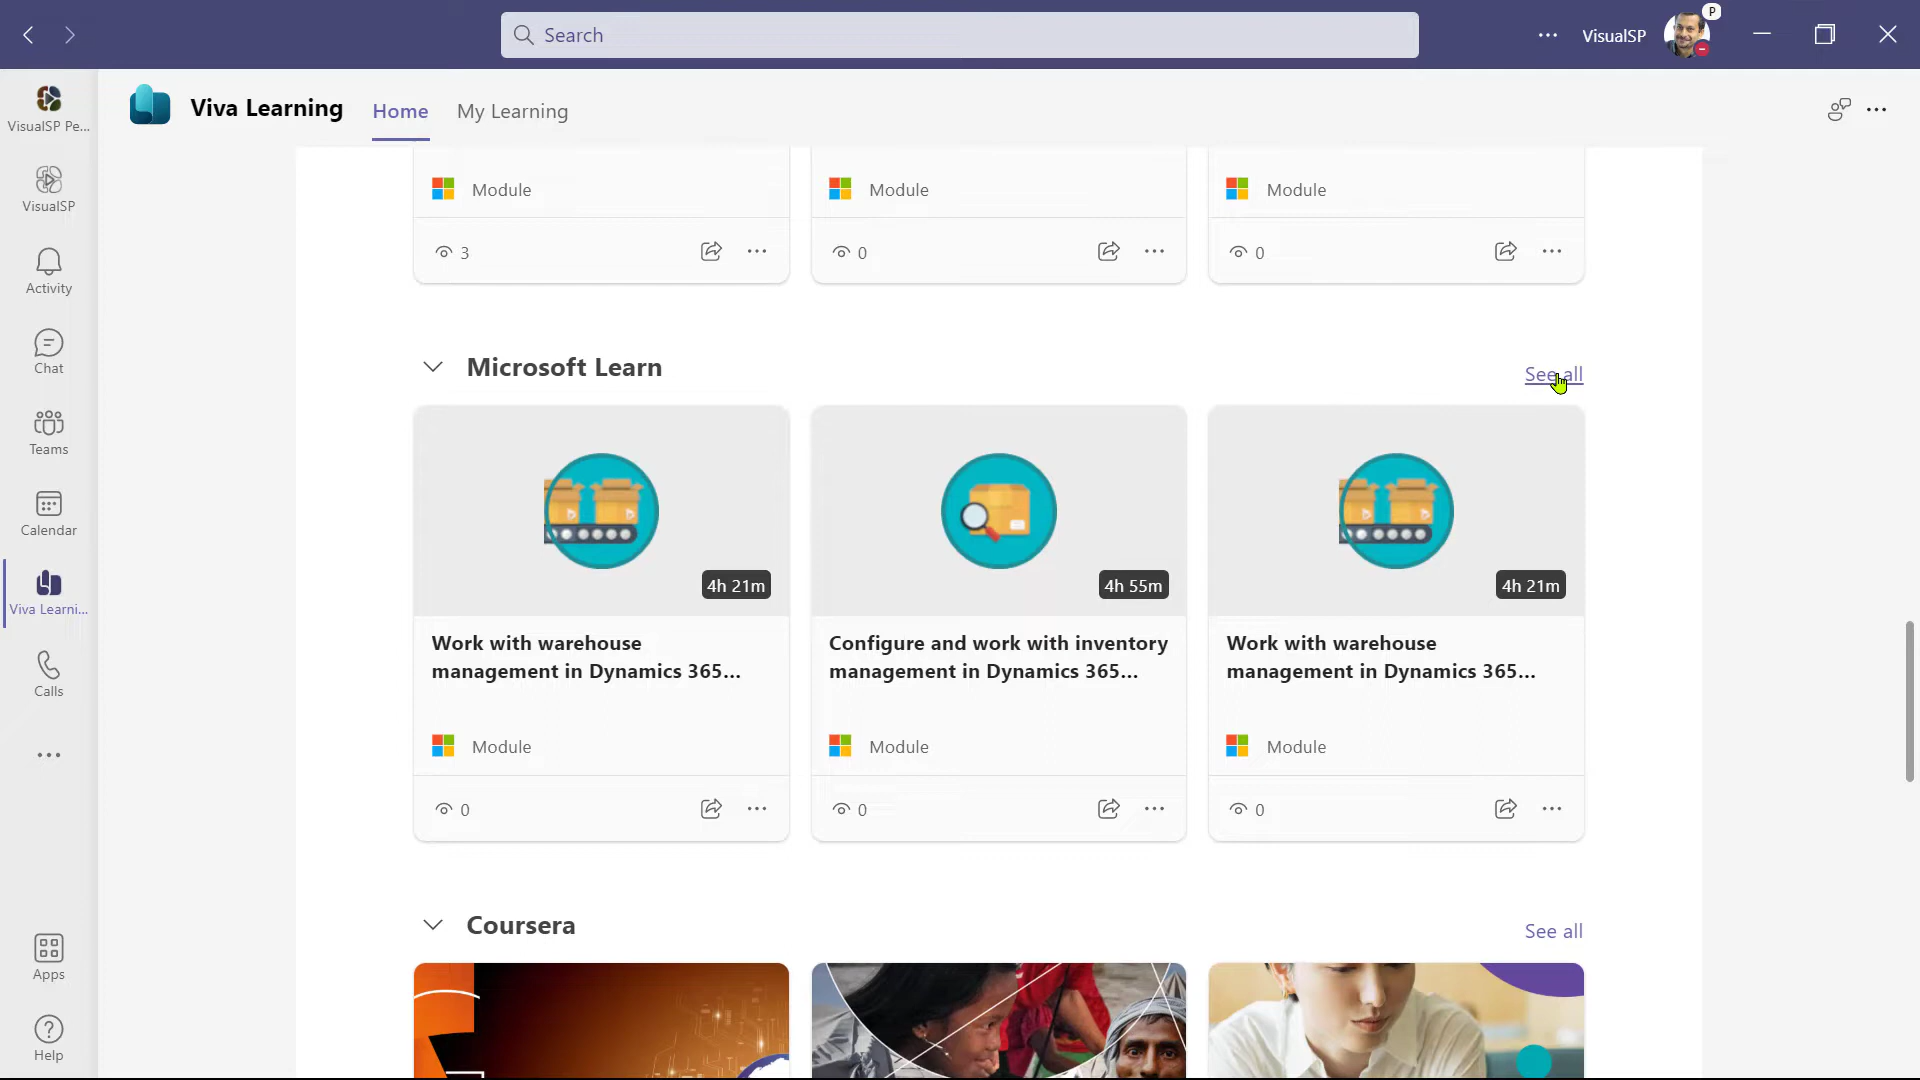 Search
VisualSP
P
VisualSP Pe...
VisualSP
Activity
Chat
Teams
Calendar
Viva Learni...
Calls
Apps
Help
Viva Learning
Home
My Learning
Module
Module
Module
3
0
0
Microsoft Learn
See all
4h 21m
4h 55m
4h 21m
Work with warehouse
management in Dynamics 365...
Configure and work with inventory
management in Dynamics 365...
Work with warehouse
management in Dynamics 365...
Module
Module
Module
0
0
0
Coursera
See all